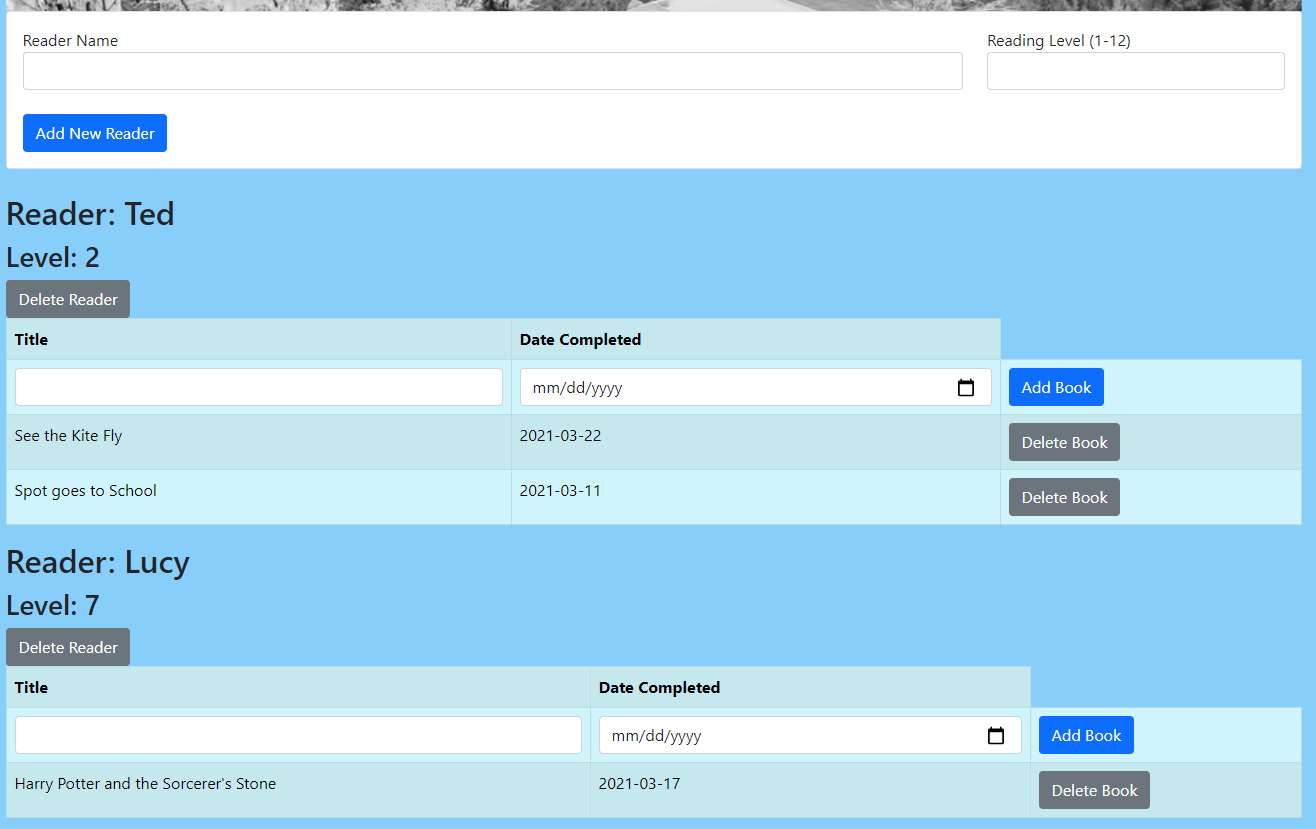 Reader Name Reading Level (1-12)
Add New Reader
Reader: Ted
Level: 2
Delete Reader
Title Date Completed
mm/dd/yyyy Add Book
See the Kite Fly 2021-03-22 Delete Book
Spot goes to School 2021-03-11 Delete Book
Reader: Lucy
Level: 7
Delete Reader
Title Date Completed
mm/dd/yyyy Add Book
Harry Potter and the Sorcerer's Stone 2021-03-17 Delete Book